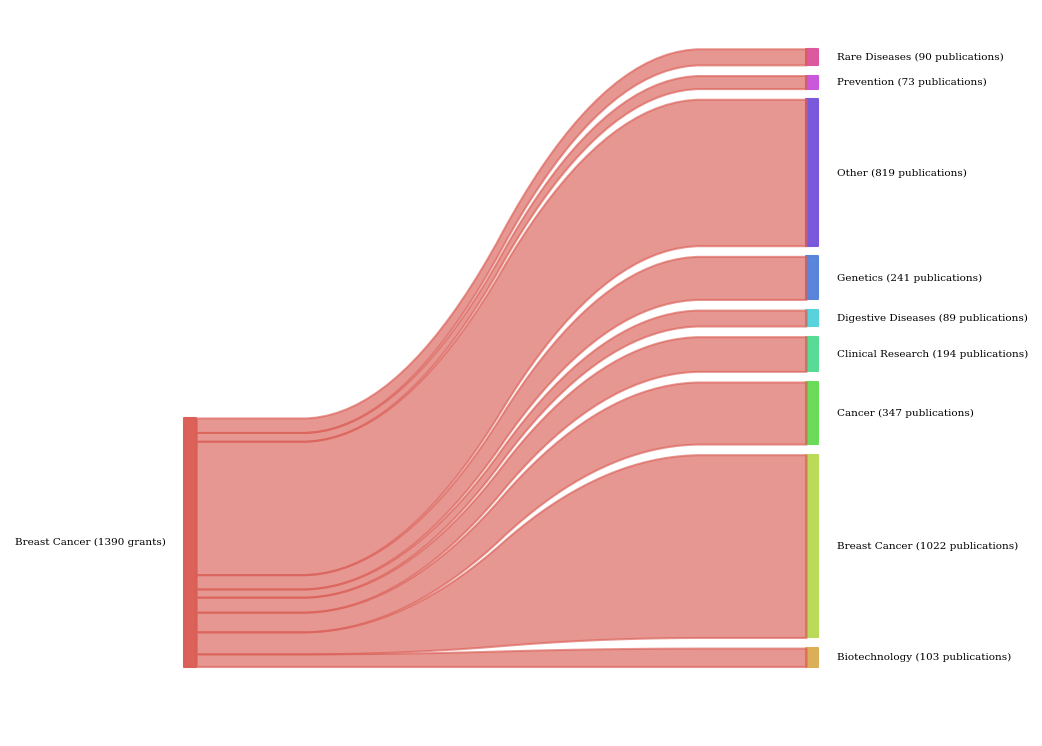 Rare Diseases (90 publications)
Prevention (73 publications)
Other (819 publications)
Genetics (241 publications)
Digestive Diseases (89 publications)
Clinical Research (194 publications)
Cancer (347 publications)
Breast Cancer (1390 grants)
Breast Cancer (1022 publications)
Biotechnology (103 publications)